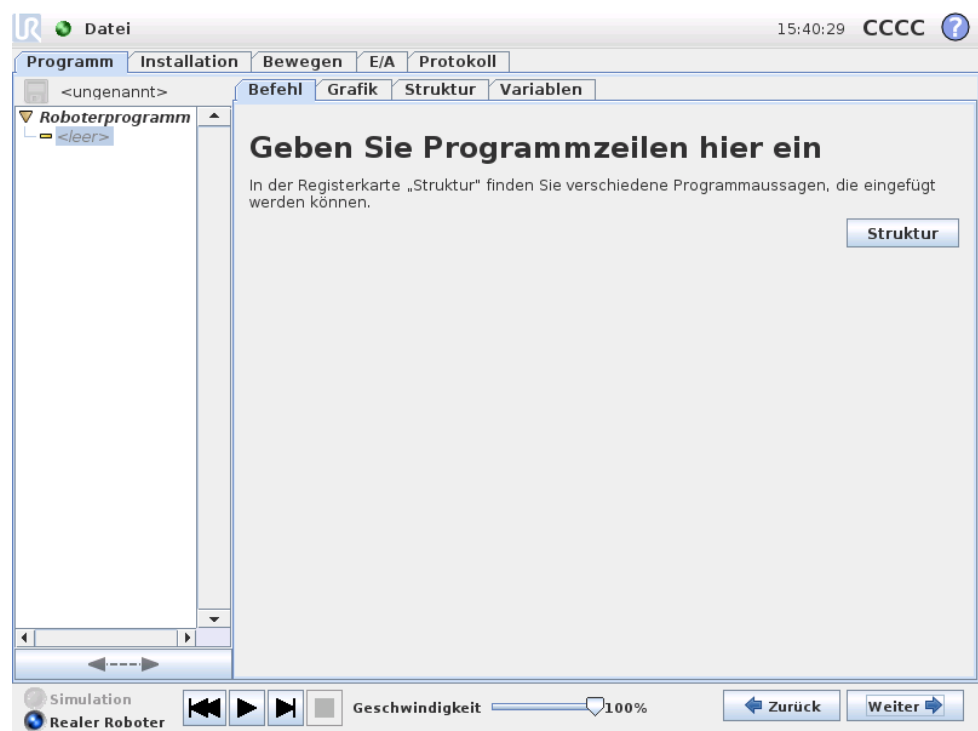 UR Datei 15:40:29 CCCC ?
Programm Installation Bewegen E/A Protokoll
<ungenannt> Befehl Grafik Struktur Variablen
Roboterprogramm
<leer>
Geben Sie Programmzeilen hier ein
In der Registerkarte „Struktur" finden Sie verschiedene Programmaussagen, die eingefügt
werden können.
Struktur
Simulation
Realer Roboter
Geschwindigkeit 100% Zurück Weiter